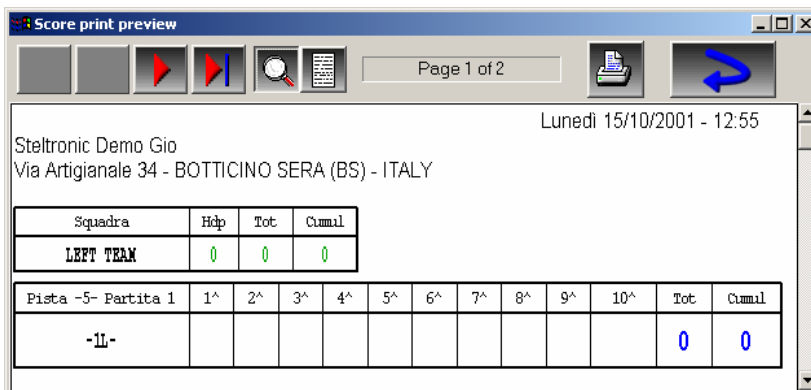 Score print preview
Page 1 of 2
Lunedì 15/10/2001 - 12:55
Steltronic Demo Gio
Via Artigianale 34 - BOTTICINO SERA (BS) - ITALY
Squadra Hdp Tot Cumul
LEFT TEAM 0 0 0
Pista -5- Partita 1 1^ 2^ 3^ 4^ 5^ 6^ 7^ 8^ 9^ 10^ Tot Cumul
-1L- 0 0